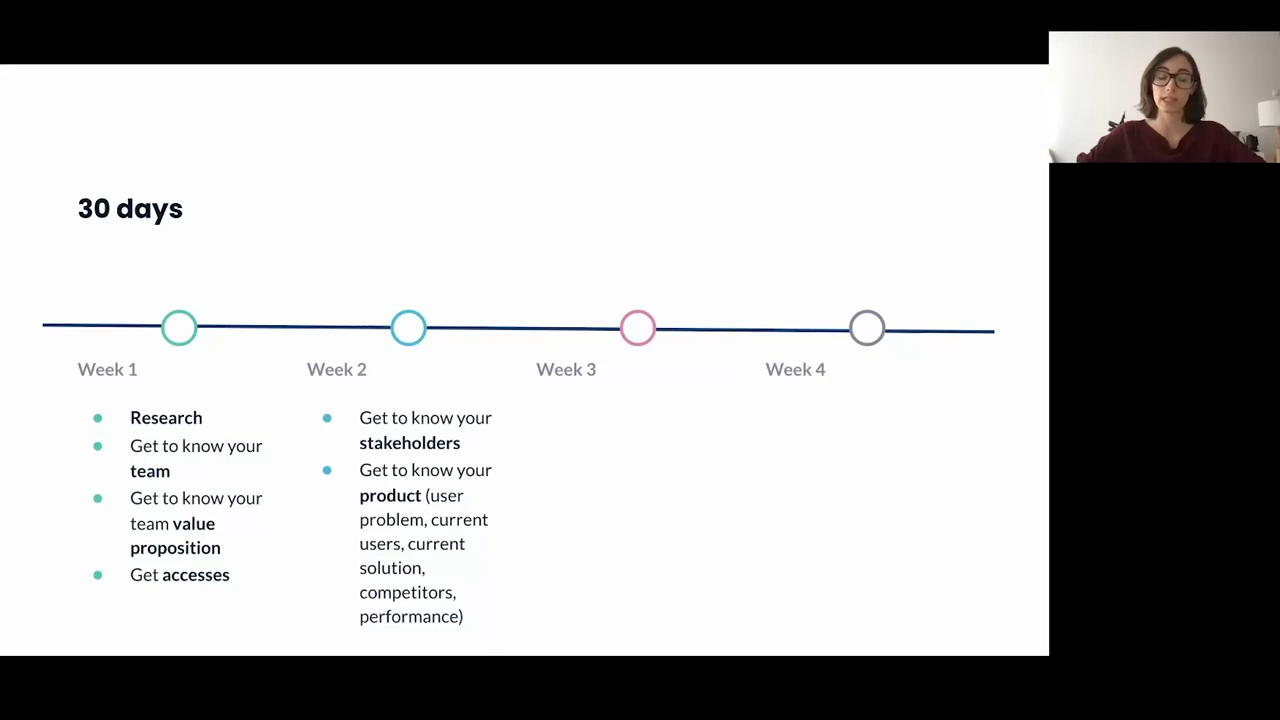 30 days
Week 1
Research
Get to know your
team
Get to know your
team value
proposition
Get accesses
Week 2
Get to know your
stakeholders
Get to know your
product (user
problem, current
users, current
solution,
competitors,
performance)
Week 3
Week 4